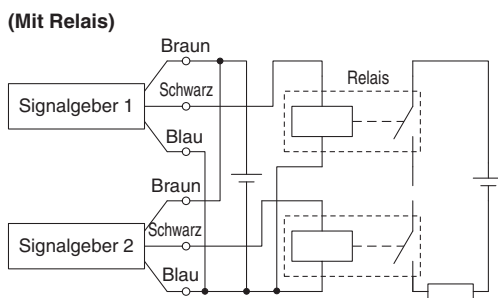 (Mit Relais)
Braun
Signalgeber 1
Schwarz
Relais
Blau
Braun
Signalgeber 2
Schwarz
Blau